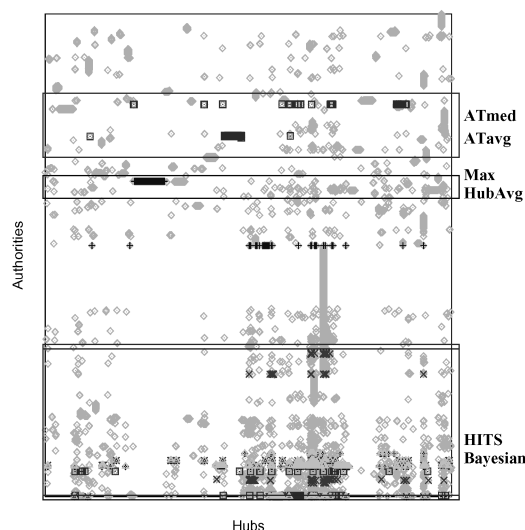 ATmed
ATavg
Max
HubAvg
Authorities
HITS
Bayesian
Hubs